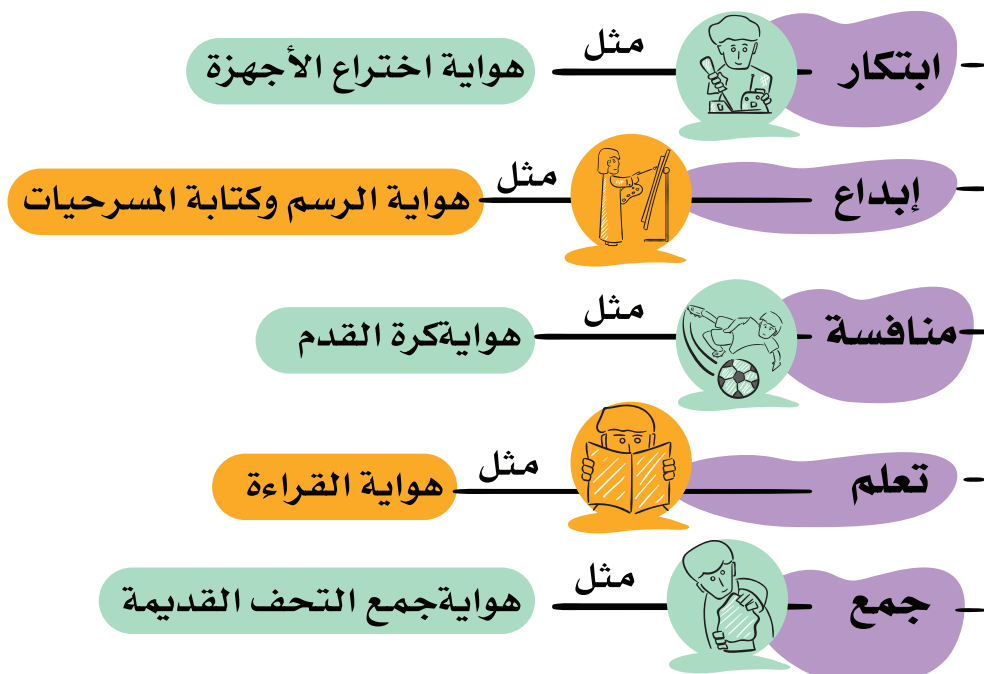 ابتكار مثل هواية اختراع الأجهزة
إبداع مثل هواية الرسم وكتابة المسرحيات
منافسة مثل هوايةكرة القدم
تعلم مثل هواية القراءة
جمع مثل هوايةجمع التحف القديمة